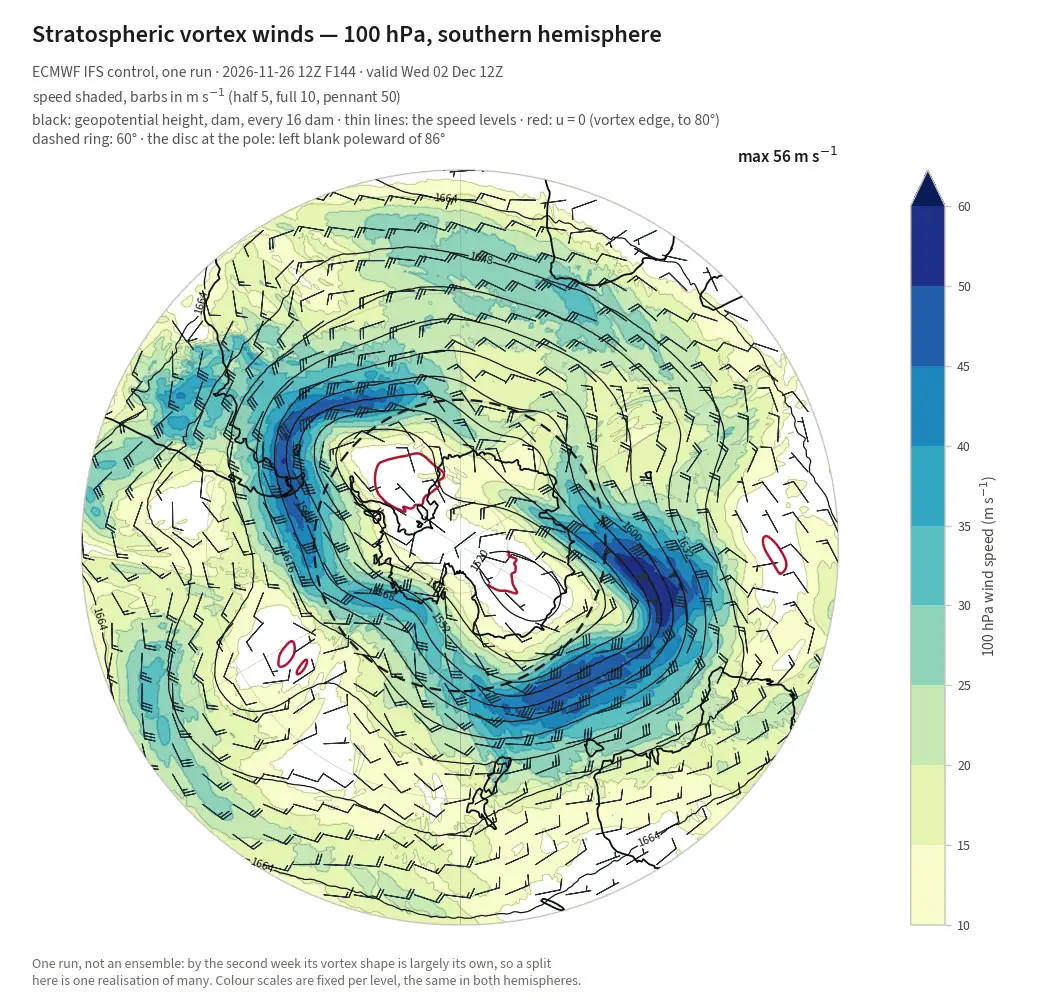 Stratospheric vortex winds — 100 hPa, southern hemisphere
ECMWF IFS control, one run · 2026-11-26 12Z F144 · valid Wed 02 Dec 12Z
speed shaded, barbs in m s−1 (half 5, full 10, pennant 50)
black: geopotential height, dam, every 16 dam · thin lines: the speed levels · red: u = 0 (vortex edge, to 80°)
dashed ring: 60° · the disc at the pole: left blank poleward of 86°
max 56 m s−1
1664
1648
1664
1600
1616
1520
1568
1552
1664
1664
1664
60
50
45
40
35
30
25
20
15
10
100 hPa wind speed (m s−1)
One run, not an ensemble: by the second week its vortex shape is largely its own, so a split
here is one realisation of many. Colour scales are fixed per level, the same in both hemispheres.